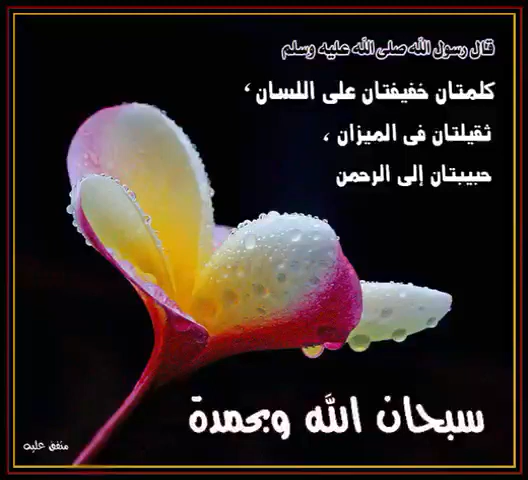 قال رسول الله صلى الله عليه وسلم
كلمتان خفيفتان على اللسان ،
ثقيلتان فى الميزان ،
حبيبتان إلى الرحمن
سبحان الله وبحمدة
متفق عليه